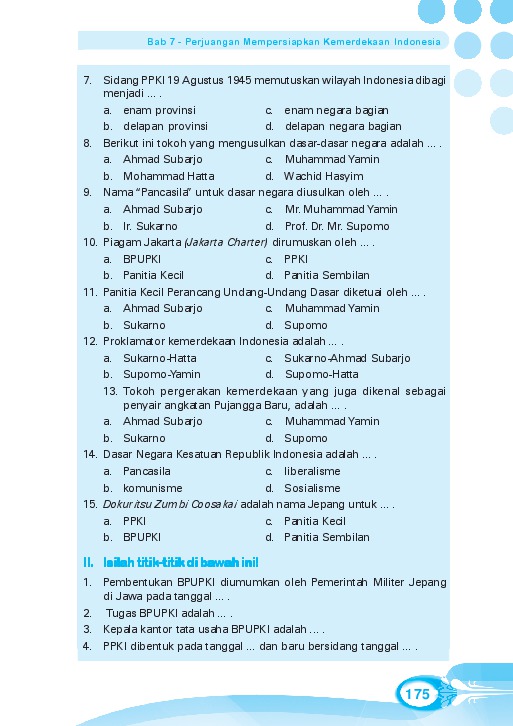 Bab 7 - Perjuangan Mempersiapkan Kemerdekaan Indonesia
7. Sidang PPKI 19 Agustus 1945 memutuskan wilayah Indonesia dibagi
menjadi ... .
a. enam provinsi c. enam negara bagian
b. delapan provinsi d. delapan negara bagian
8. Berikut ini tokoh yang mengusulkan dasar-dasar negara adalah ... .
a. Ahmad Subarjo c. Muhammad Yamin
b. Mohammad Hatta d. Wachid Hasyim
9. Nama "Pancasila" untuk dasar negara diusulkan oleh ... .
a. Ahmad Subarjo c. Mr. Muhammad Yamin
b. Ir. Sukarno d. Prof. Dr. Mr. Supomo
10. Piagam Jakarta (Jakarta Charter) dirumuskan oleh ... .
a. BPUPKI c. PPKI
b. Panitia Kecil d. Panitia Sembilan
11. Panitia Kecil Perancang Undang-Undang Dasar diketuai oleh ... .
a. Ahmad Subarjo c. Muhammad Yamin
b. Sukarno d. Supomo
12. Proklamator kemerdekaan Indonesia adalah ... .
a. Sukarno-Hatta c. Sukarno-Ahmad Subarjo
b. Supomo-Yamin d. Supomo-Hatta
13. Tokoh pergerakan kemerdekaan yang juga dikenal sebagai
penyair angkatan Pujangga Baru, adalah ... .
a. Ahmad Subarjo c. Muhammad Yamin
b. Sukarno d. Supomo
14. Dasar Negara Kesatuan Republik Indonesia adalah ... .
a. Pancasila c. liberalisme
b. komunisme d. Sosialisme
15. Dokuritsu Zumbi Coosakai adalah nama Jepang untuk ... .
a. PPKI c. Panitia Kecil
b. BPUPKI d. Panitia Sembilan
II. Isilah titik-titik di bawah ini!
1. Pembentukan BPUPKI diumumkan oleh Pemerintah Militer Jepang
di Jawa pada tanggal ... .
2. Tugas BPUPKI adalah ... .
3. Kepala kantor tata usaha BPUPKI adalah ... .
4. PPKI dibentuk pada tanggal ... dan baru bersidang tanggal ... .
175